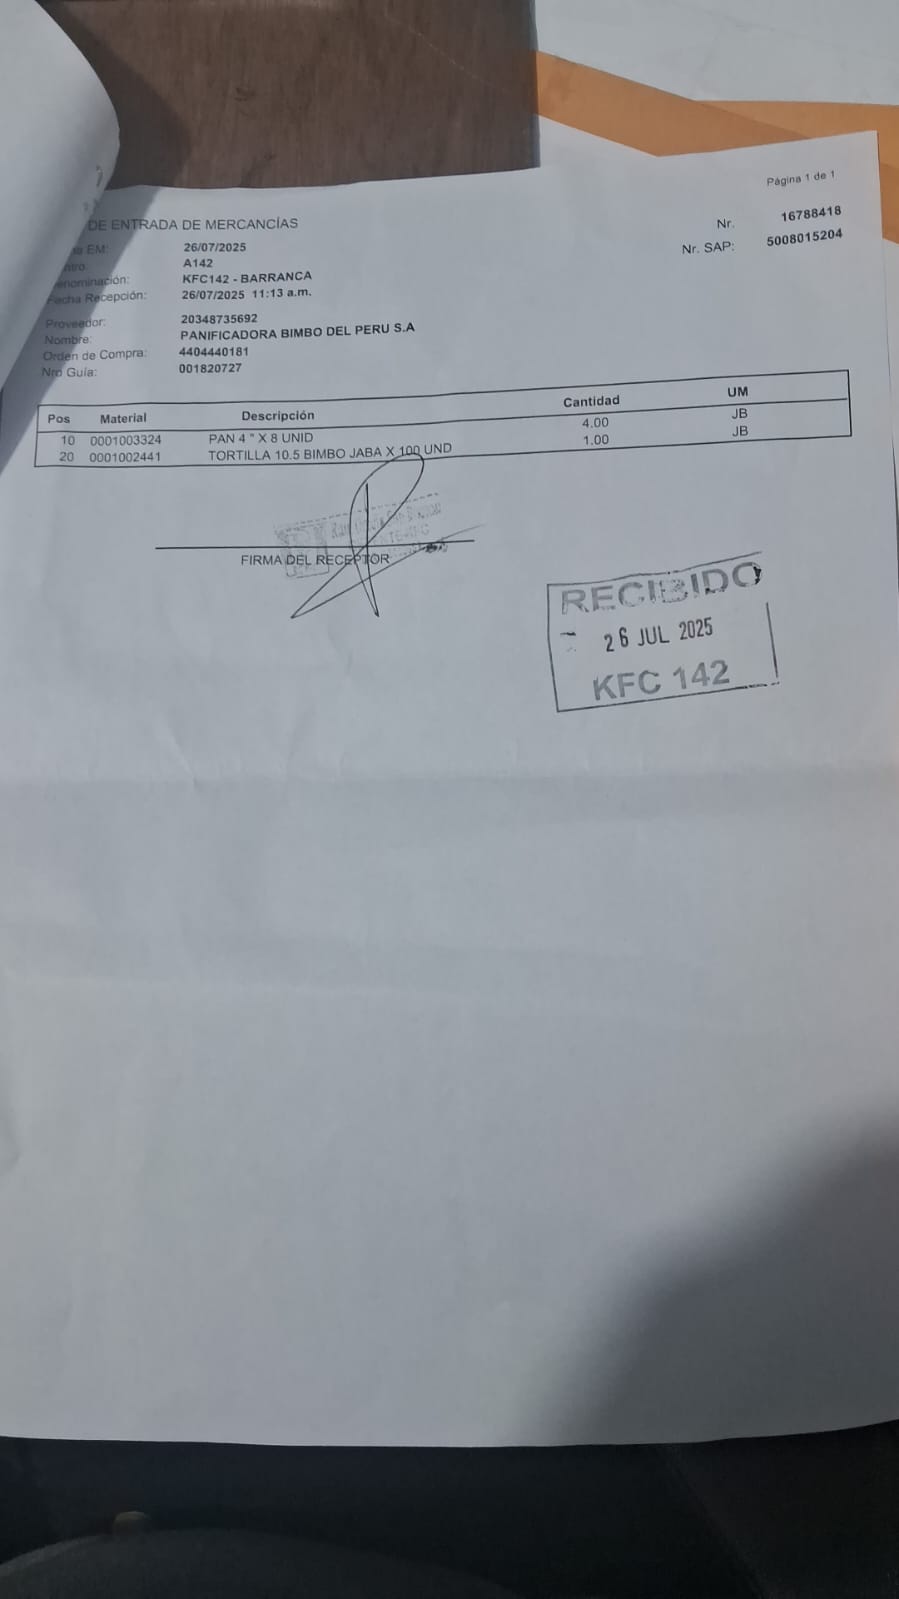 Página 1 de 1
DE ENTRADA DE MERCANCÍAS
Nr. 16788418
Nr. SAP: 5008015204
EM: 26/07/2025
A142
KFC142 - BARRANCA
Fecha Recepción: 26/07/2025 11:13 a.m.
Proveedor: 20348735692
Nombre: PANIFICADORA BIMBO DEL PERU S.A
Orden de Compra: 4404440181
Nro Guía: 001820727
Pos Material Descripción Cantidad UM
10 0001003324 PAN 4 " X 8 UNID 4.00 JB
20 0001002441 TORTILLA 10.5 BIMBO JABA X 100 UND 1.00 JB
FIRMA DEL RECEPTOR
RECIBIDO
26 JUL 2025
KFC 142